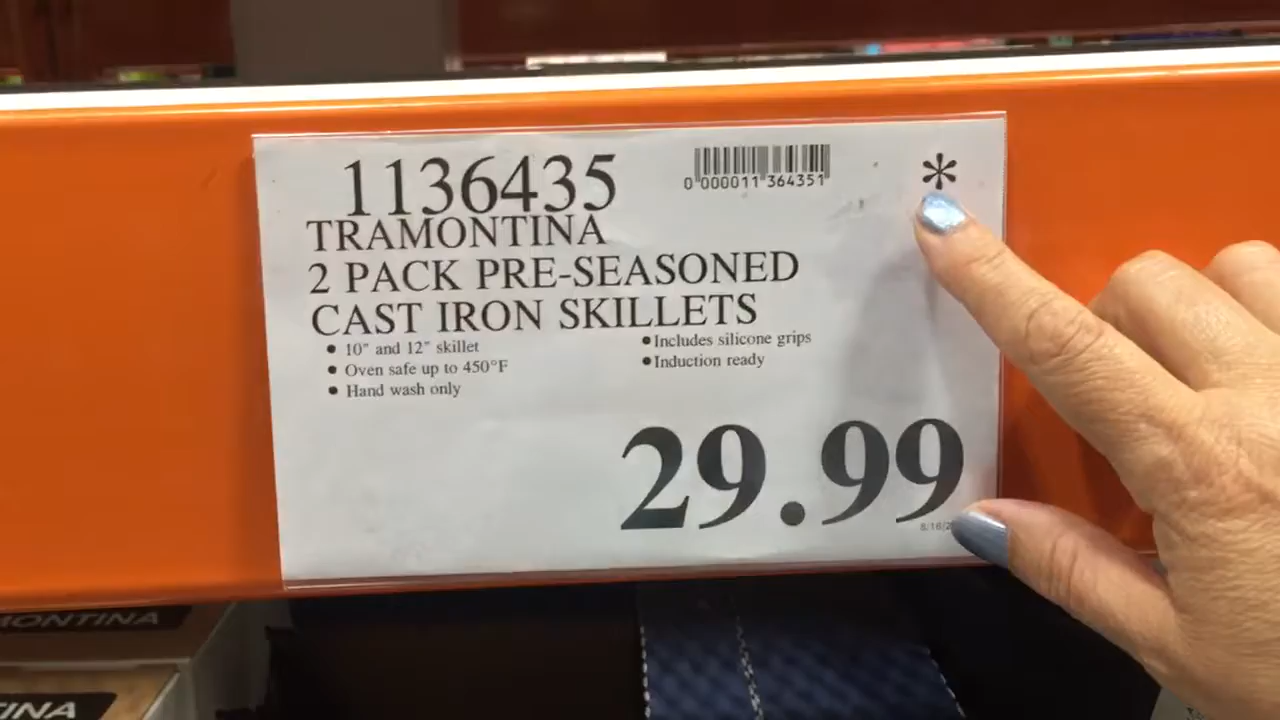 1136435
0 000011 364351
*
TRAMONTINA
2 PACK PRE-SEASONED
CAST IRON SKILLETS
• 10" and 12" skillet
• Oven safe up to 450°F
• Hand wash only
• Includes silicone grips
• Induction ready
29.99
MONTINA
INA